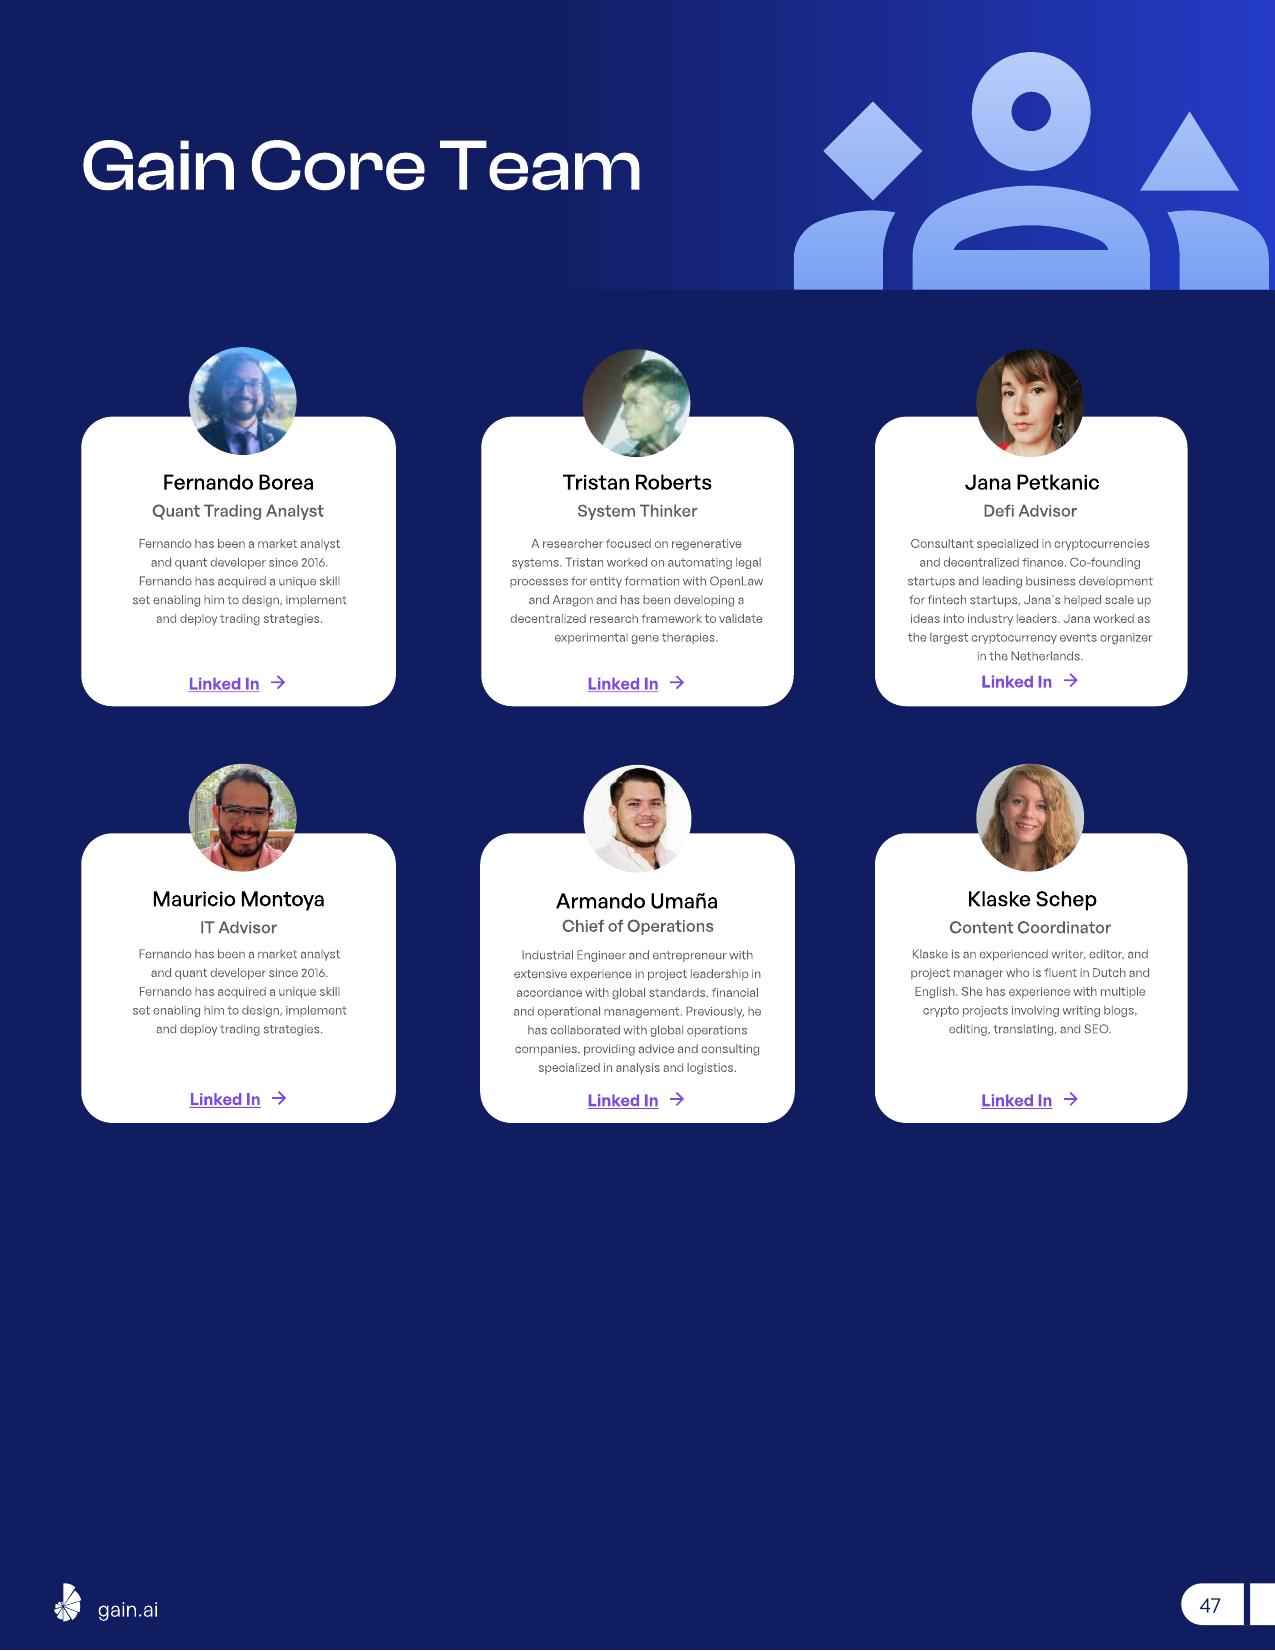 Gain Core Team
Fernando Borea
Quant Trading Analyst
Fernando has been a market analyst
and quant developer since 2016.
Fernando has acquired a unique skill
set enabling him to design, implement
and deploy trading strategies.
Linked In
Tristan Roberts
System Thinker
A researcher focused on regenerative
systems. Tristan worked on automating legal
processes for entity formation with OpenLaw
and Aragon and has been developing a
decentralized research framework to validate
experimental gene therapies.
Linked In
Jana Petkanic
Defi Advisor
Consultant specialized in cryptocurrencies
and decentralized finance. Co-founding
startups and leading business development
for fintech startups, Jana's helped scale up
ideas into industry leaders. Jana worked as
the largest cryptocurrency events organizer
in the Netherlands.
Linked In
Mauricio Montoya
IT Advisor
Fernando has been a market analyst
and quant developer since 2016.
Fernando has acquired a unique skill
set enabling him to design, implement
and deploy trading strategies.
Linked In
Armando Umaña
Chief of Operations
Industrial Engineer and entrepreneur with
extensive experience in project leadership in
accordance with global standards, financial
and operational management. Previously, he
has collaborated with global operations
companies, providing advice and consulting
specialized in analysis and logistics.
Linked In
Klaske Schep
Content Coordinator
Klaske is an experienced writer, editor, and
project manager who is fluent in Dutch and
English. She has experience with multiple
crypto projects involving writing blogs,
editing, translating, and SEO.
Linked In
gain.ai
47